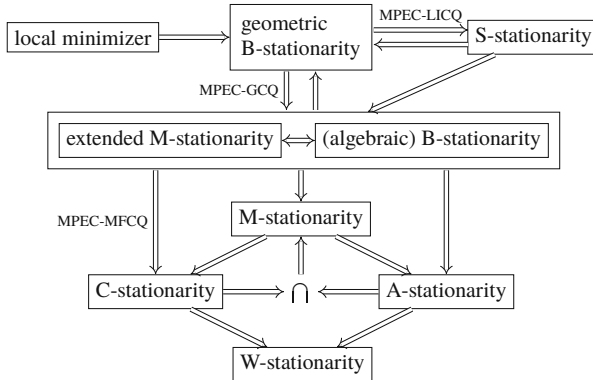 MPEC-LICQ
local minimizer
geometric
B-stationarity
S-stationarity
MPEC-GCQ
extended M-stationarity
(algebraic) B-stationarity
MPEC-MFCQ
M-stationarity
C-stationarity
∩
A-stationarity
W-stationarity